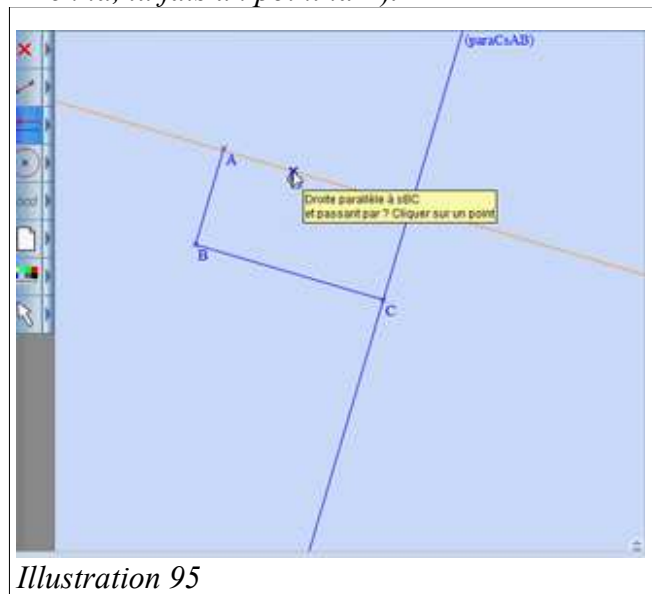 (paraCsAB)
A
Droite parallèle à sBC
et passant par ? Cliquer sur un point
B
C
Illustration 95